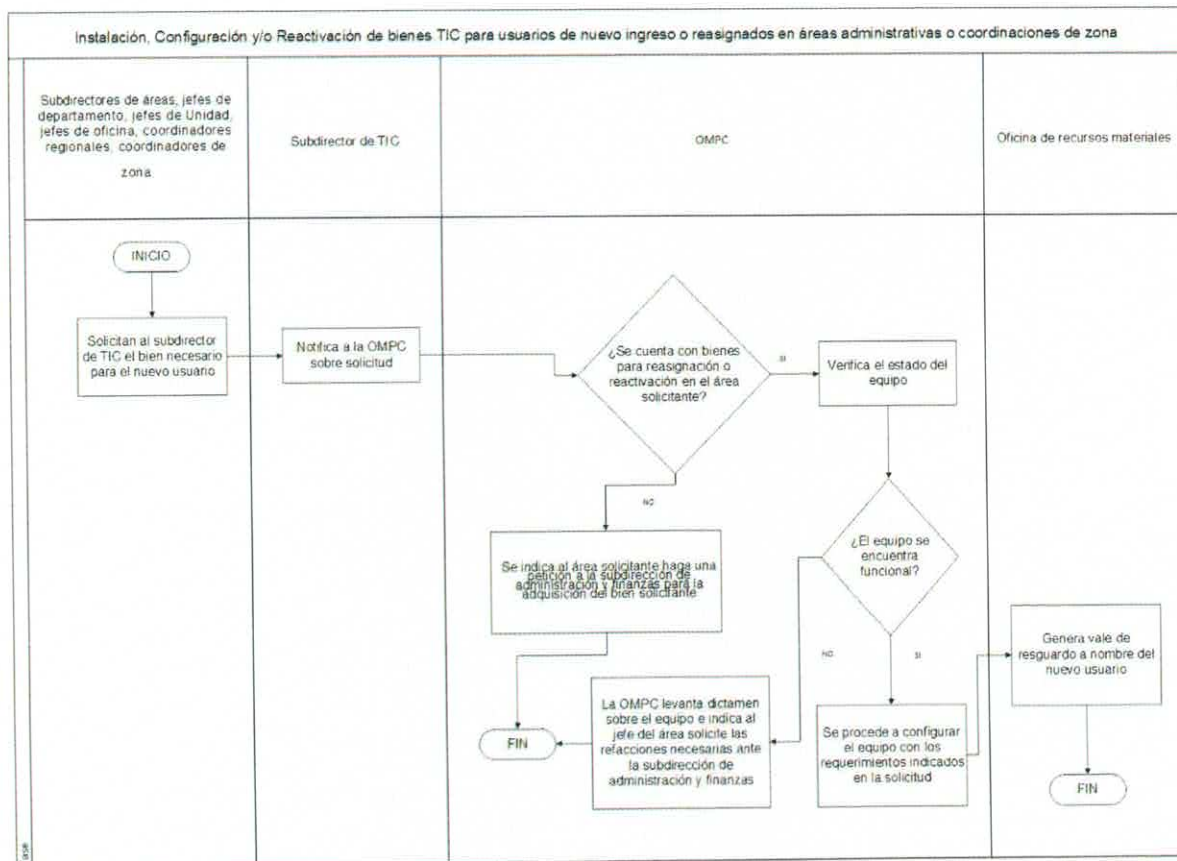 Instalación, Configuración y/o Reactivación de bienes TIC para usuarios de nuevo ingreso o reasignados en áreas administrativas o coordinaciones de zona
Subdirectores de áreas, jefes de
departamento, jefes de Unidad,
jefes de oficina, coordinadores
regionales, coordinadores de
zona
Subdirector de TIC
OMPC
Oficina de recursos materiales
INICIO
Solicitan al subdirector
de TIC el bien necesario
para el nuevo usuario
Notifica a la OMPC
sobre solicitud
¿Se cuenta con bienes
para reasignación o
reactivación en el área
solicitante?
SI
Verifica el estado del
equipo
NO
¿El equipo se
encuentra
funcional?
Se indica al área solicitante haga una
petición a la subdirección de
administración y finanzas para la
adquisición del bien solicitante
NO
SI
Genera vale de
resguardo a nombre del
nuevo usuario
La OMPC levanta dictamen
sobre el equipo e indica al
jefe del área solicite las
refacciones necesarias ante
la subdirección de
administración y finanzas
FIN
Se procede a configurar
el equipo con los
requerimientos indicados
en la solicitud
FIN